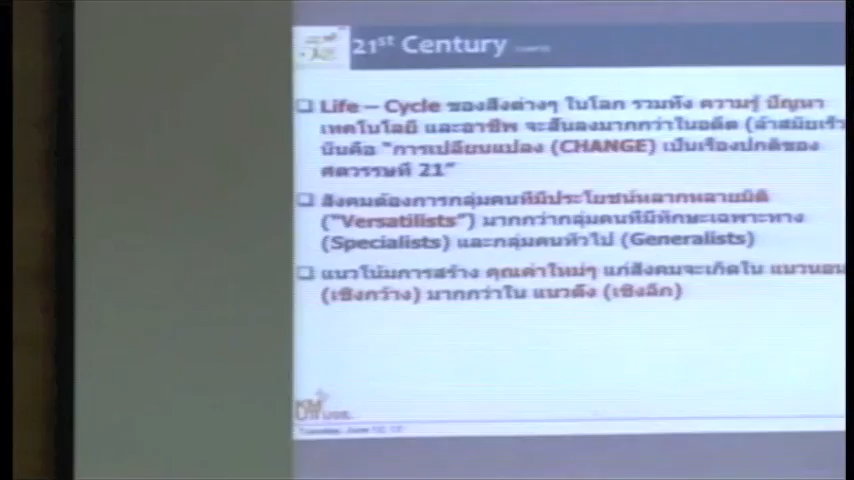 21st Century
❑ Life – Cycle ของสิ่งต่างๆ ในโลก รวมทั้ง ความรู้ ปัญญา
เทคโนโลยี และอาชีพ จะสั้นลงมากกว่าในอดีต (ล้าสมัยเร็ว
นั่นคือ "การเปลี่ยนแปลง (CHANGE) เป็นเรื่องปกติของ
ศตวรรษที่ 21"
❑ สังคมต้องการกลุ่มคนที่มีประโยชน์หลากหลายมิติ
("Versatilists") มากกว่ากลุ่มคนที่มีทักษะเฉพาะทาง
(Specialists) และกลุ่มคนทั่วไป (Generalists)
❑ แนวโน้มการสร้าง คุณค่าใหม่ๆ แก่สังคมจะเกิดใน แนวนอน
(เชิงกว้าง) มากกว่าใน แนวดิ่ง (เชิงลึก)
Tuesday, June 12, 12